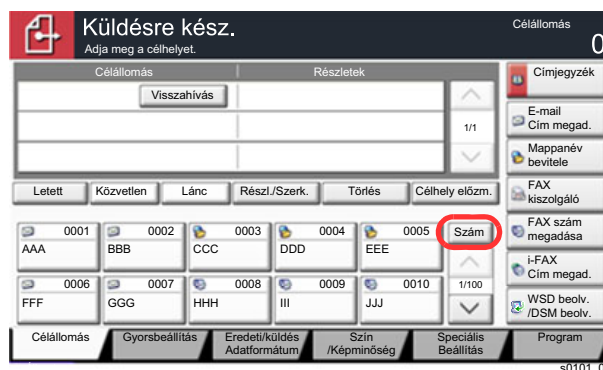 Küldésre kész.
Adja meg a célhelyet.
Célállomás
0
Célállomás
Részletek
Visszahívás
1/1
Letett
Közvetlen
Lánc
Részl./Szerk.
Törlés
Célhely előzm.
0001
AAA
0002
BBB
0003
CCC
0004
DDD
0005
EEE
Szám
0006
FFF
0007
GGG
0008
HHH
0009
III
0010
JJJ
1/100
Címjegyzék
E-mail
Cím megad.
Mappanév
bevitele
FAX
kiszolgáló
FAX szám
megadása
i-FAX
Cím megad.
WSD beolv.
/DSM beolv.
Célállomás
Gyorsbeállítás
Eredeti/küldés
Adatformátum
Szín
/Képminőség
Speciális
Beállítás
Program